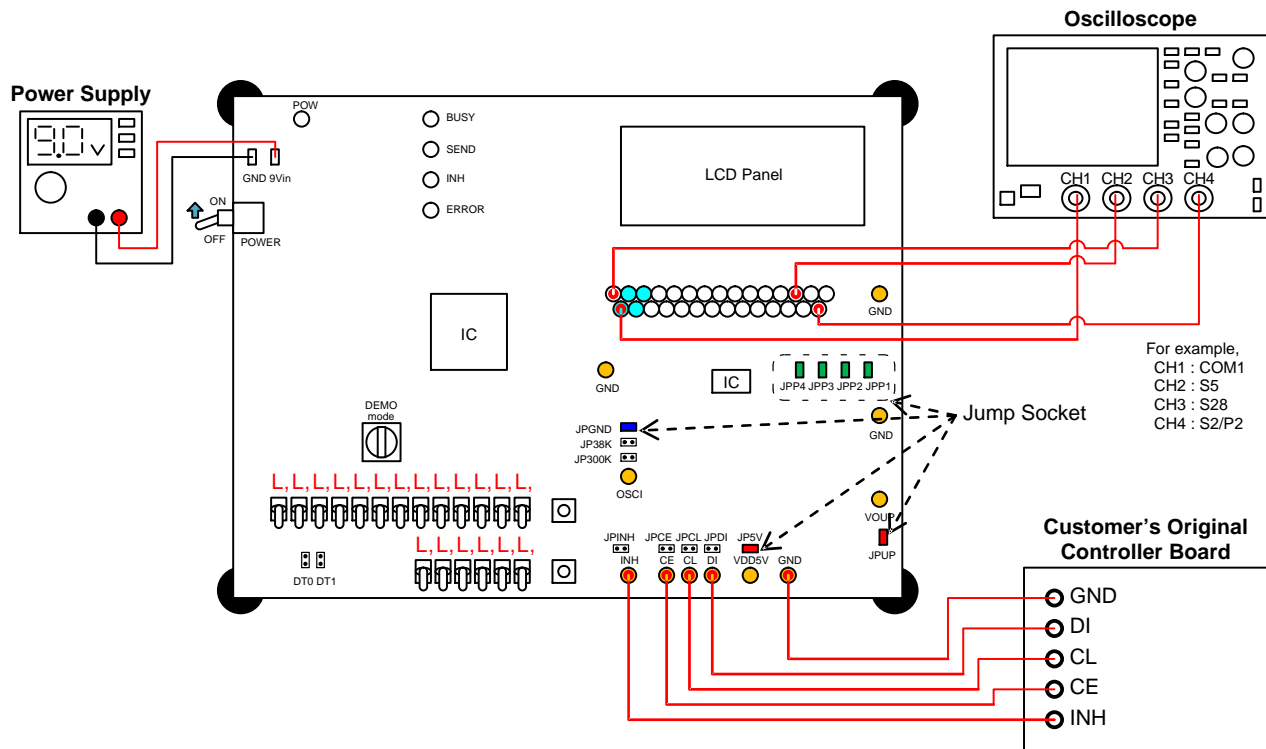 Oscilloscope
Power Supply
9.0 v
POW
BUSY
SEND
INH
ERROR
LCD Panel
CH1 CH2 CH3 CH4
GND 9Vin
ON
OFF
POWER
GND
IC
For example,
CH1 : COM1
CH2 : S5
CH3 : S28
CH4 : S2/P2
GND
IC
JPP4 JPP3 JPP2 JPP1
Jump Socket
DEMO
mode
JPGND
JP38K
JP300K
OSCI
GND
L, L, L, L, L, L, L, L, L, L, L, L, L,
VOUP
JPUP
L, L, L, L, L, L,
DT0 DT1
JPINH JPCE JPCL JPDI JP5V
INH CE CL DI VDD5V GND
Customer's Original
Controller Board
GND
DI
CL
CE
INH